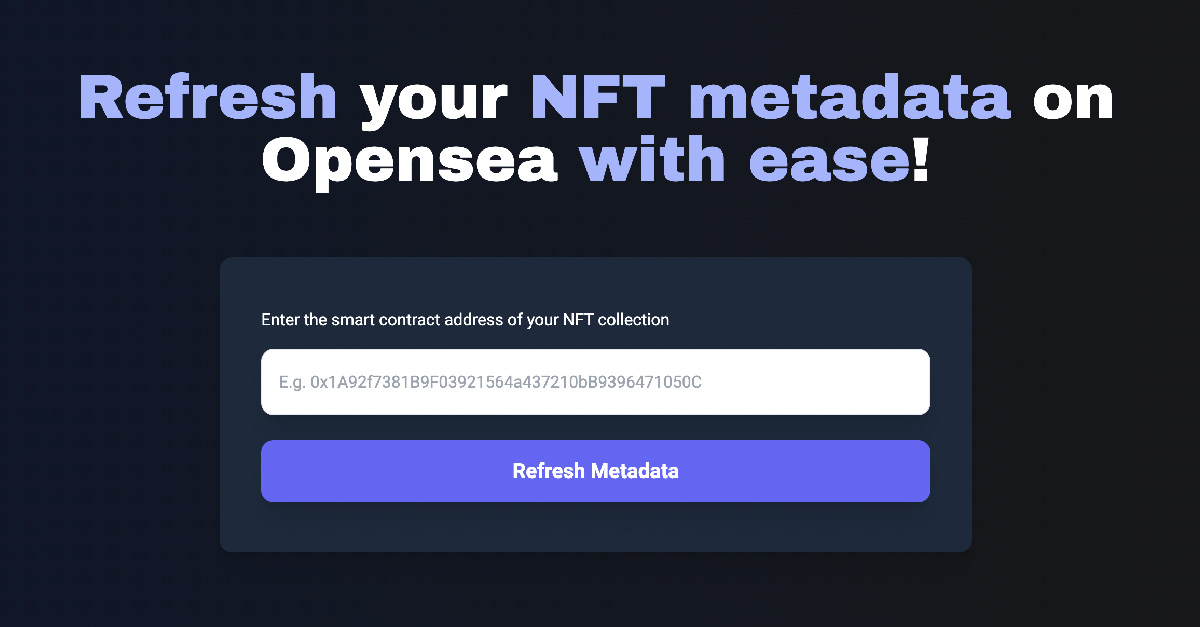 Refresh your NFT metadata on
Opensea with ease!
Enter the smart contract address of your NFT collection
E.g. 0x1A92f7381B9F03921564a437210bB9396471050C
Refresh Metadata